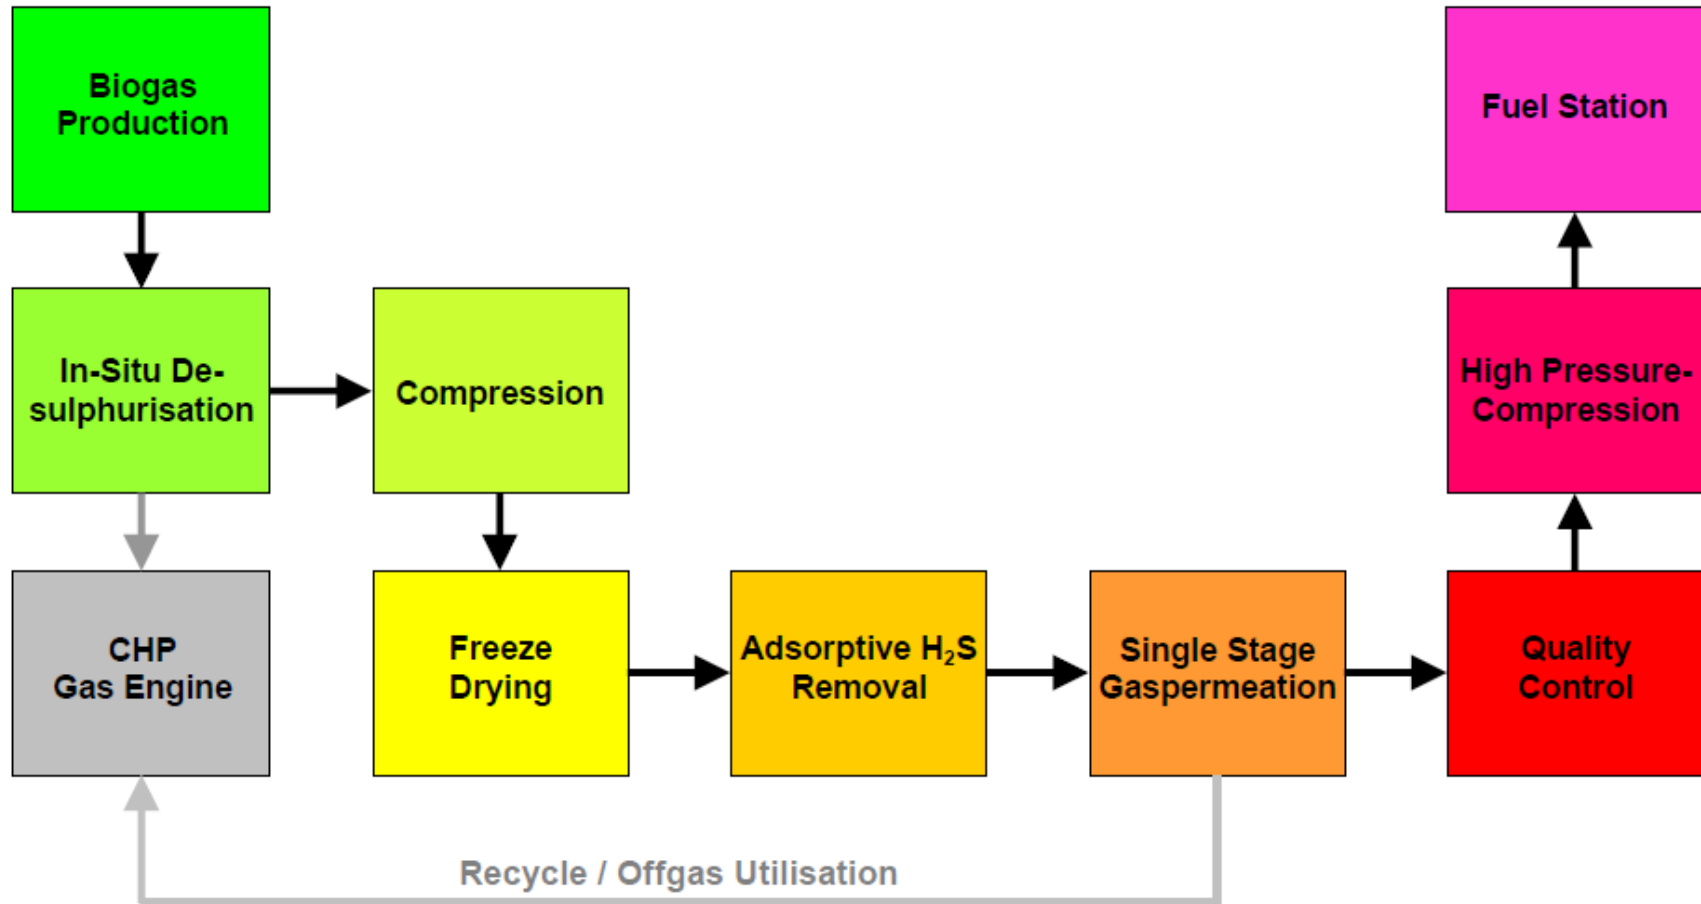 Biogas
Production
Fuel Station
In-Situ De-
sulphurisation
Compression
High Pressure-
Compression
CHP
Gas Engine
Freeze
Drying
Adsorptive H₂S
Removal
Single Stage
Gaspermeation
Quality
Control
Recycle / Offgas Utilisation